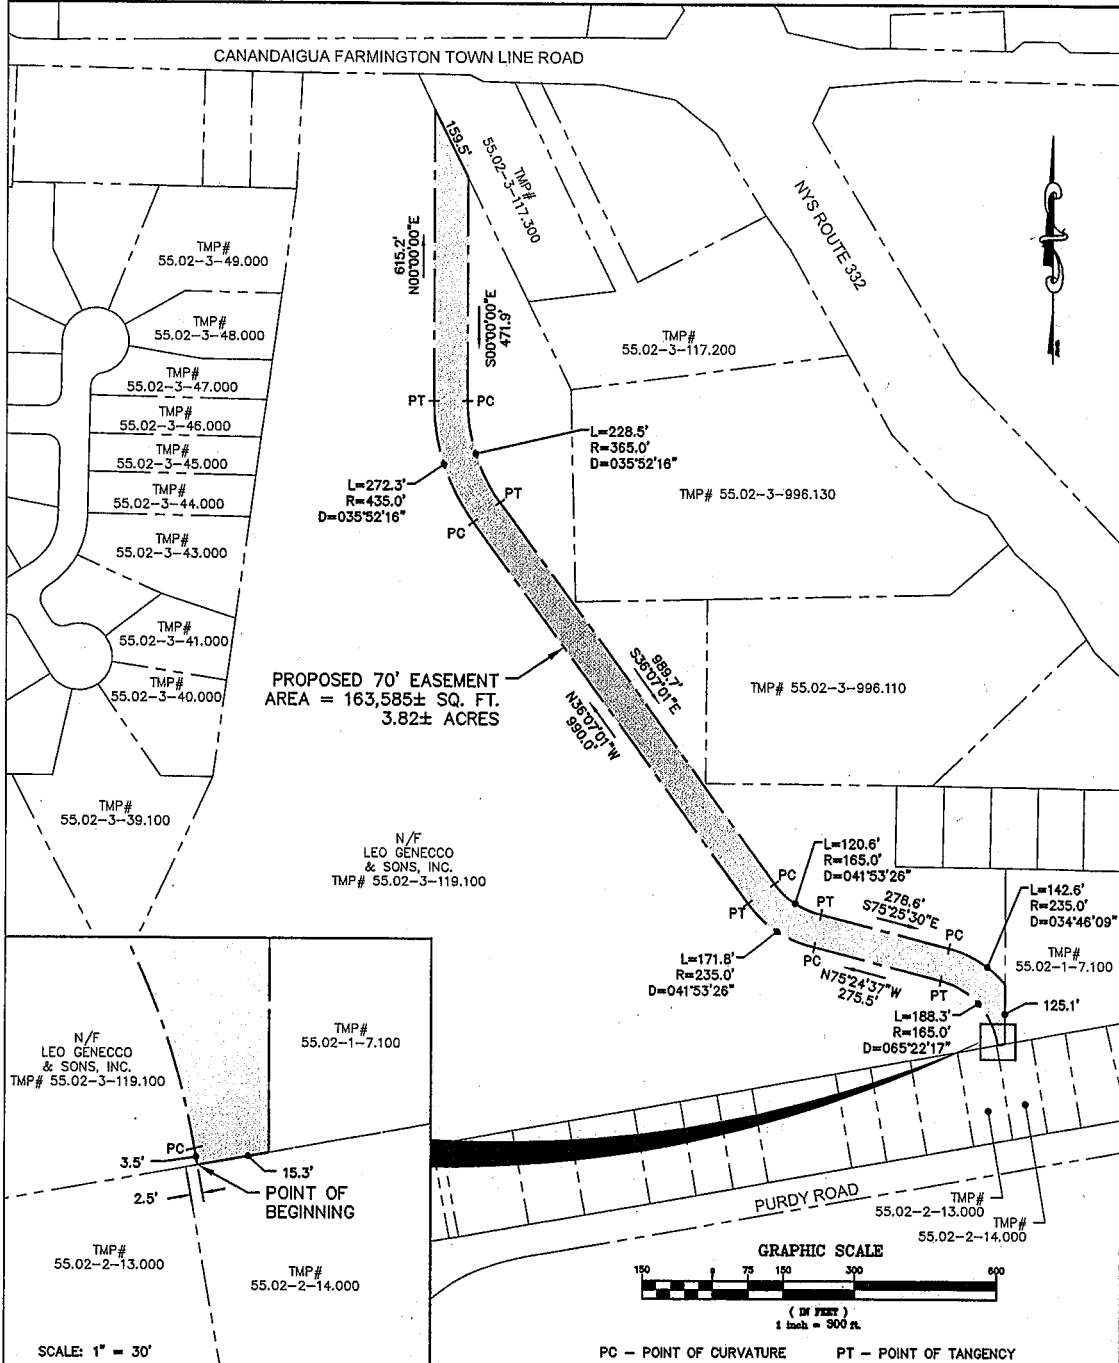 CANANDAIGUA FARMINGTON TOWN LINE ROAD
159.5'
TMP#
55.02-3-117.300
NYS ROUTE 332
615.2'
N00°00'00"E
S00°00'00"E
471.9'
TMP#
55.02-3-49.000
TMP#
55.02-3-48.000
TMP#
55.02-3-47.000
TMP#
55.02-3-46.000
TMP#
55.02-3-45.000
TMP#
55.02-3-44.000
TMP#
55.02-3-43.000
TMP#
55.02-3-41.000
TMP#
55.02-3-40.000
TMP#
55.02-3-39.100
TMP#
55.02-3-117.200
PT
PC
L=228.5'
R=365.0'
D=035°52'16"
L=272.3'
R=435.0'
D=035°52'16"
PT
PC
TMP# 55.02-3-996.130
PROPOSED 70' EASEMENT
AREA = 163,585± SQ. FT.
3.82± ACRES
989.7'
S36°07'01"E
N36°07'01"W
990.0'
TMP# 55.02-3-996.110
N/F
LEO GENECCO
& SONS, INC.
TMP# 55.02-3-119.100
L=120.6'
R=165.0'
D=041°53'26"
PC
PT
PT
PC
278.6'
S75°25'30"E
PC
L=142.6'
R=235.0'
D=034°46'09"
TMP#
55.02-1-7.100
L=171.8'
R=235.0'
D=041°53'26"
N75°24'37"W
275.5'
PT
L=188.3'
R=165.0'
D=065°22'17"
125.1'
N/F
LEO GENECCO
& SONS, INC.
TMP# 55.02-3-119.100
TMP#
55.02-1-7.100
PC
3.5'
15.3'
2.5'
POINT OF
BEGINNING
TMP#
55.02-2-13.000
TMP#
55.02-2-14.000
SCALE: 1" = 30'
PURDY ROAD
TMP#
55.02-2-13.000
TMP#
55.02-2-14.000
GRAPHIC SCALE
150 0 75 150 300 600
( IN FEET )
1 inch = 300 ft.
PC - POINT OF CURVATURE PT - POINT OF TANGENCY